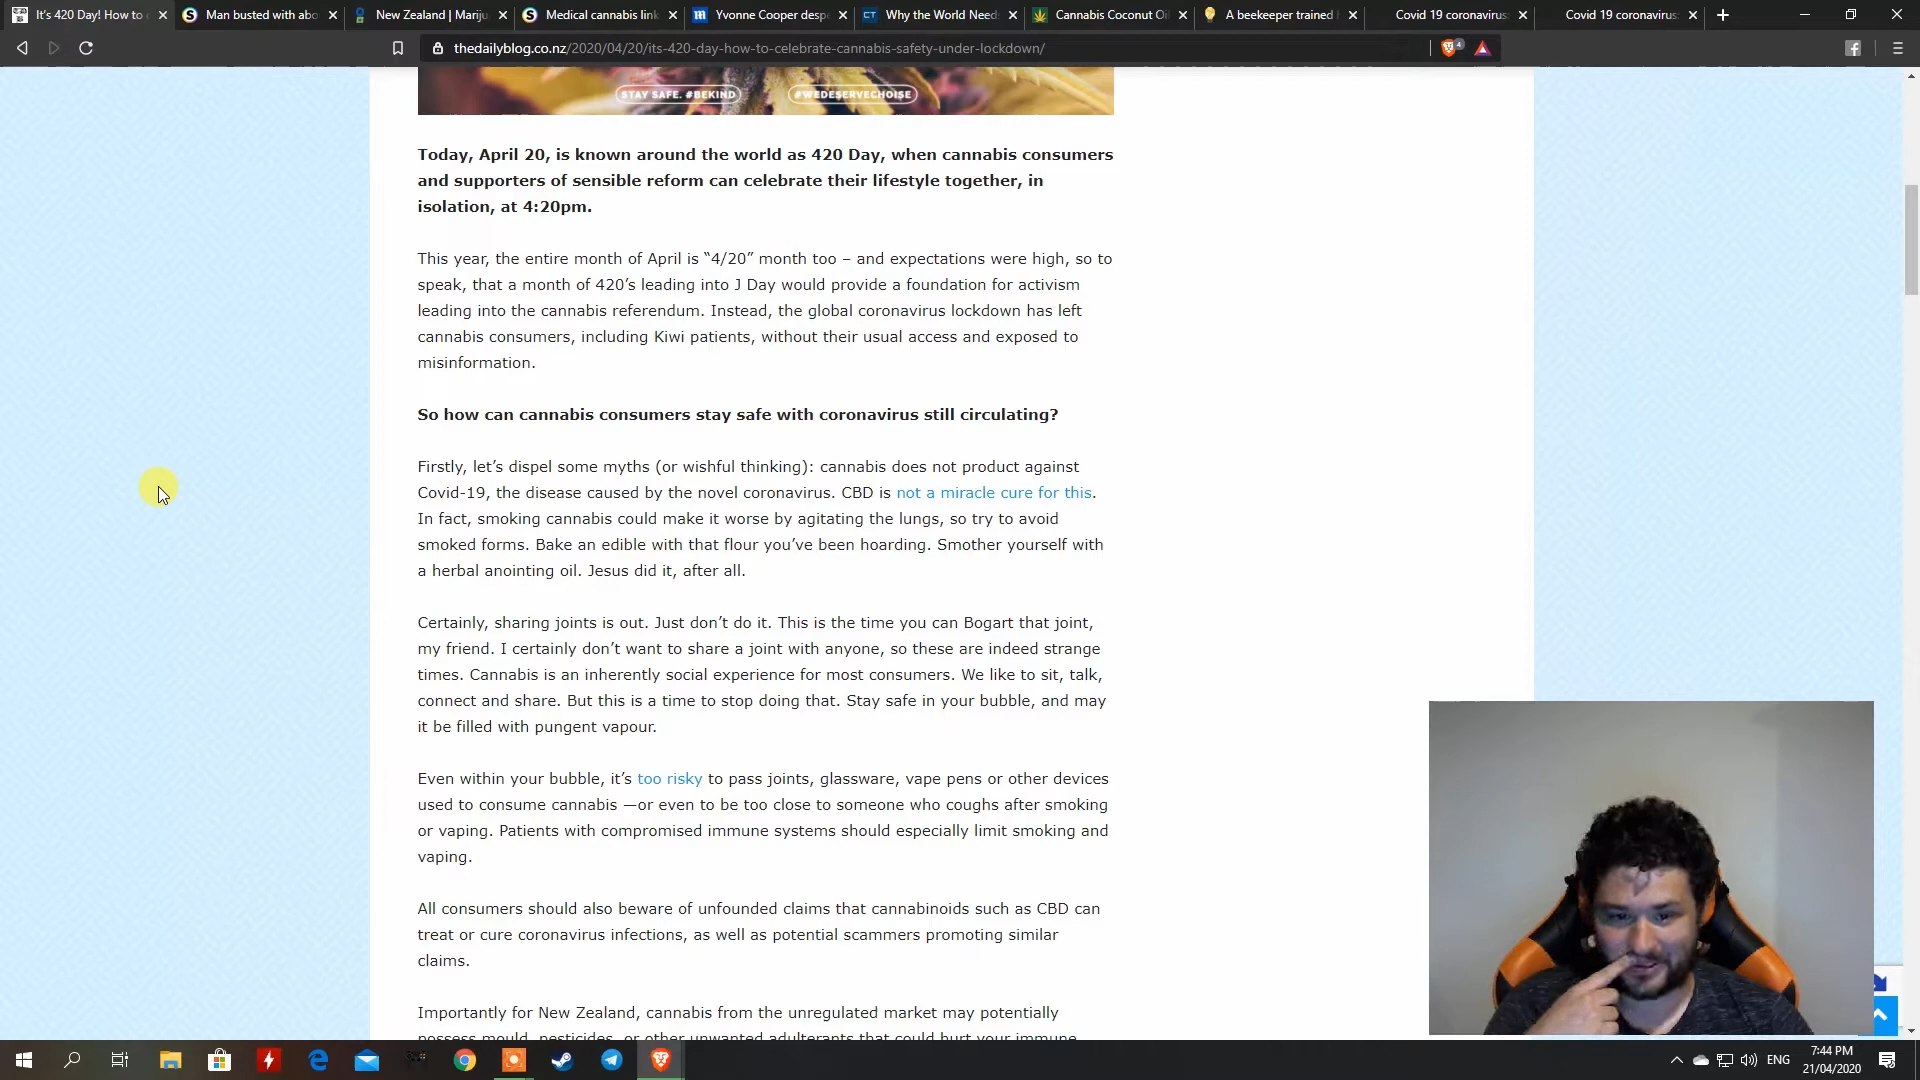 It's 420 Day! How to
Man busted with abo
New Zealand | Mariju
Medical cannabis link
Yvonne Cooper desp
CT Why the World Need
Cannabis Coconut Oi
A beekeeper trained
Covid 19 coronavirus
Covid 19 coronavirus
thedailyblog.co.nz/2020/04/20/its-420-day-how-to-celebrate-cannabis-safety-under-lockdown/
4
STAY SAFE. #BEKIND
#WEDESERVECHOISE
Today, April 20, is known around the world as 420 Day, when cannabis consumers
and supporters of sensible reform can celebrate their lifestyle together, in
isolation, at 4:20pm.
This year, the entire month of April is “4/20” month too – and expectations were high, so to
speak, that a month of 420’s leading into J Day would provide a foundation for activism
leading into the cannabis referendum. Instead, the global coronavirus lockdown has left
cannabis consumers, including Kiwi patients, without their usual access and exposed to
misinformation.
So how can cannabis consumers stay safe with coronavirus still circulating?
Firstly, let’s dispel some myths (or wishful thinking): cannabis does not product against
Covid-19, the disease caused by the novel coronavirus. CBD is not a miracle cure for this.
In fact, smoking cannabis could make it worse by agitating the lungs, so try to avoid
smoked forms. Bake an edible with that flour you’ve been hoarding. Smother yourself with
a herbal anointing oil. Jesus did it, after all.
Certainly, sharing joints is out. Just don’t do it. This is the time you can Bogart that joint,
my friend. I certainly don’t want to share a joint with anyone, so these are indeed strange
times. Cannabis is an inherently social experience for most consumers. We like to sit, talk,
connect and share. But this is a time to stop doing that. Stay safe in your bubble, and may
it be filled with pungent vapour.
Even within your bubble, it’s too risky to pass joints, glassware, vape pens or other devices
used to consume cannabis —or even to be too close to someone who coughs after smoking
or vaping. Patients with compromised immune systems should especially limit smoking and
vaping.
All consumers should also beware of unfounded claims that cannabinoids such as CBD can
treat or cure coronavirus infections, as well as potential scammers promoting similar
claims.
Importantly for New Zealand, cannabis from the unregulated market may potentially
possess mould, pesticides, or other unwanted adulterants that could hurt your immune
ENG
7:44 PM
21/04/2020